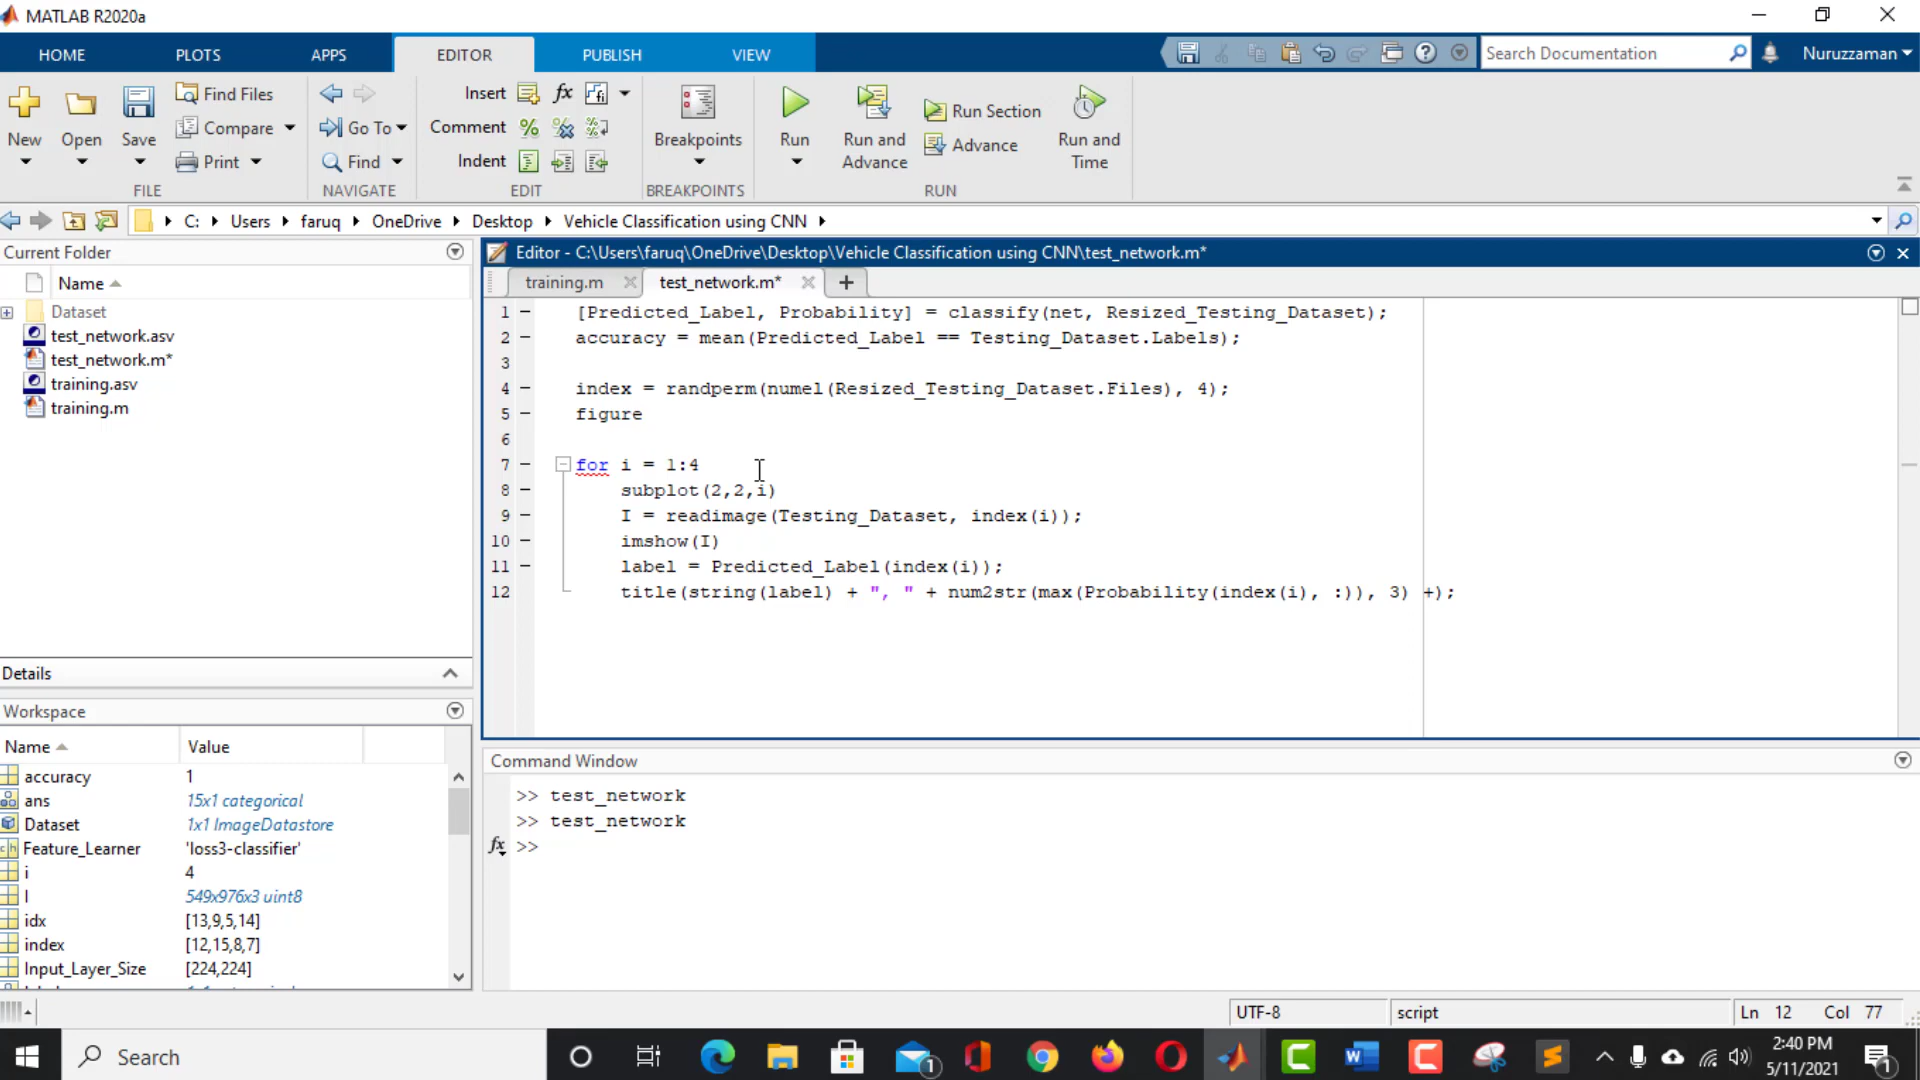 MATLAB R2020a
HOME PLOTS APPS EDITOR PUBLISH VIEW Search Documentation Nuruzzaman
New Open Save Find Files Compare Print
FILE
Go To Find
NAVIGATE
Insert fx
Comment
Indent
EDIT
Breakpoints
BREAKPOINTS
Run Run and Advance Run Section Advance Run and Time
RUN
C: Users faruq OneDrive Desktop Vehicle Classification using CNN
Current Folder
Name
Dataset
test_network.asv
test_network.m*
training.asv
training.m
Details
Workspace
Name Value
accuracy 1
ans 15x1 categorical
Dataset 1x1 ImageDatastore
Feature_Learner 'loss3-classifier'
i 4
I 549x976x3 uint8
idx [13,9,5,14]
index [12,15,8,7]
Input_Layer_Size [224,224]
Editor - C:\Users\faruq\OneDrive\Desktop\Vehicle Classification using CNN\test_network.m*
training.m test_network.m*
1 [Predicted_Label, Probability] = classify(net, Resized_Testing_Dataset);
2 accuracy = mean(Predicted_Label == Testing_Dataset.Labels);
3
4 index = randperm(numel(Resized_Testing_Dataset.Files), 4);
5 figure
6
7 for i = 1:4
8 subplot(2,2,i)
9 I = readimage(Testing_Dataset, index(i));
10 imshow(I)
11 label = Predicted_Label(index(i));
12 title(string(label) + ", " + num2str(max(Probability(index(i), :)), 3) +);
Command Window
>> test_network
>> test_network
fx >>
UTF-8 script Ln 12 Col 77
Search
2:40 PM
5/11/2021